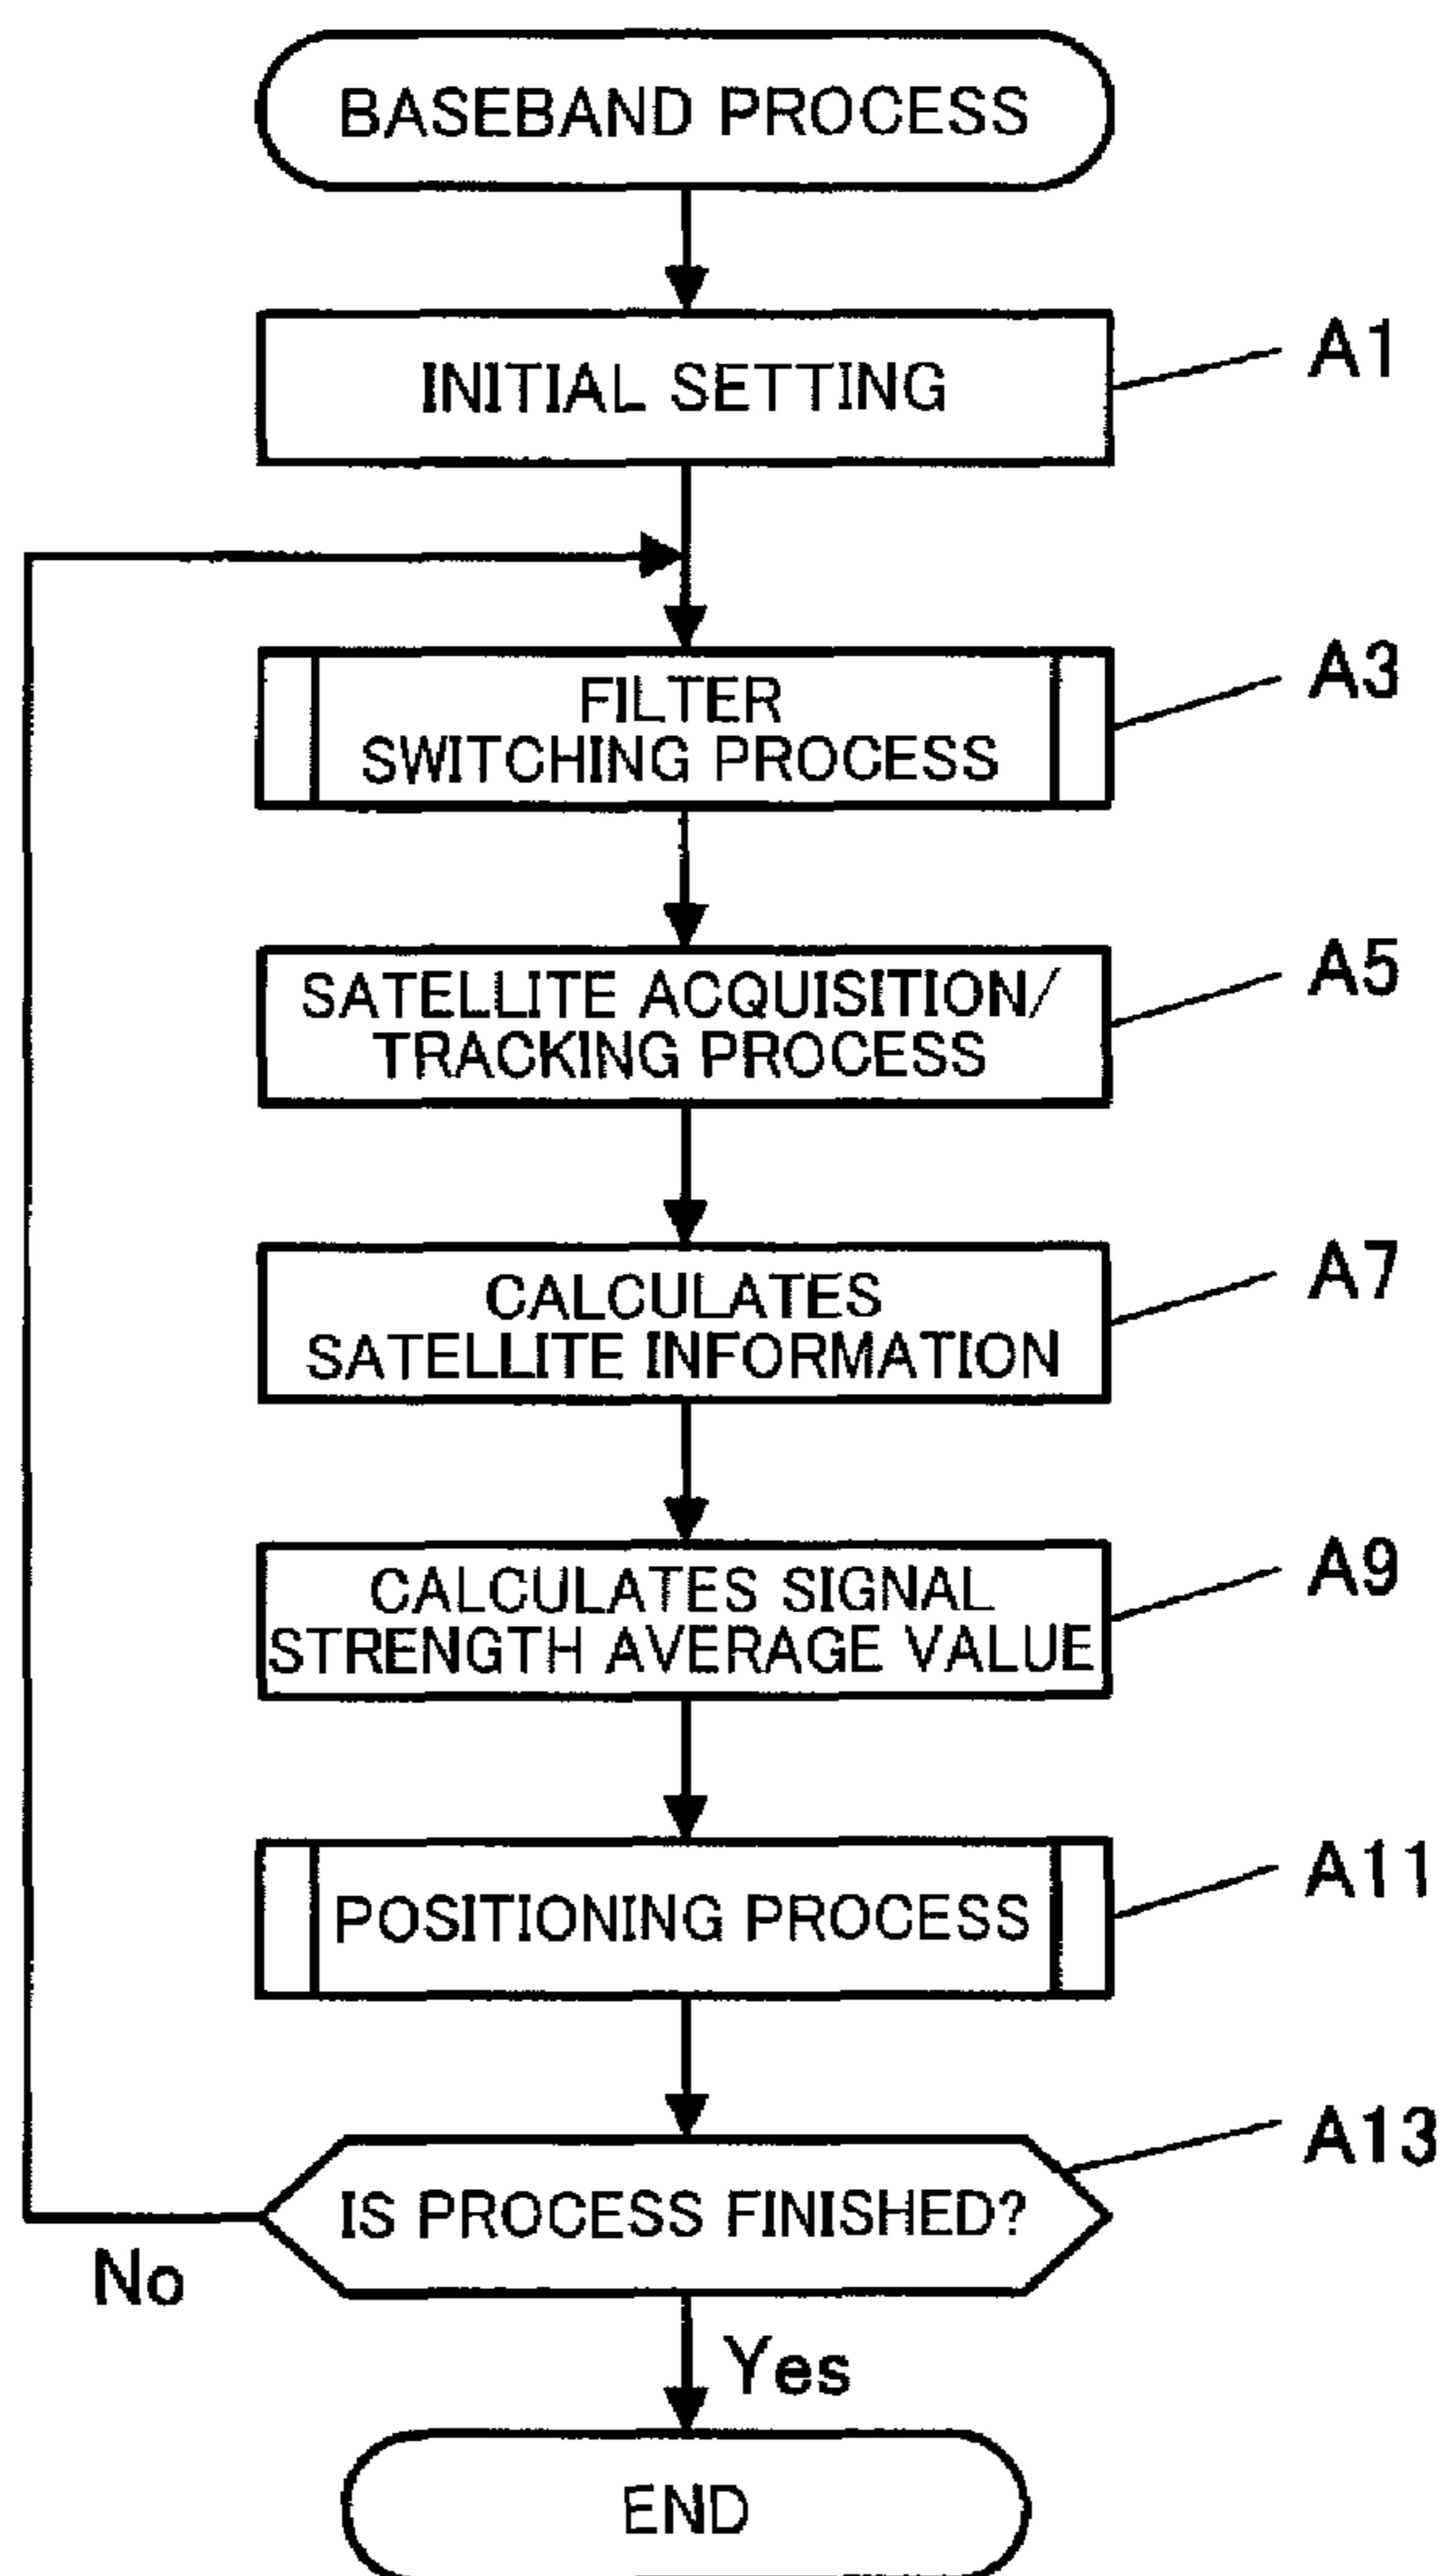 BASEBAND PROCESS
INITIAL SETTING
A1
FILTER
SWITCHING PROCESS
A3
SATELLITE ACQUISITION/
TRACKING PROCESS
A5
CALCULATES
SATELLITE INFORMATION
A7
CALCULATES SIGNAL
STRENGTH AVERAGE VALUE
A9
POSITIONING PROCESS
A11
IS PROCESS FINISHED?
A13
No
Yes
END